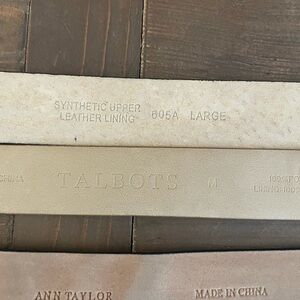 SYNTHETIC UPPER
LEATHER LINING 605A LARGE
TALBOTS M
ANN TAYLOR MADE IN CHINA